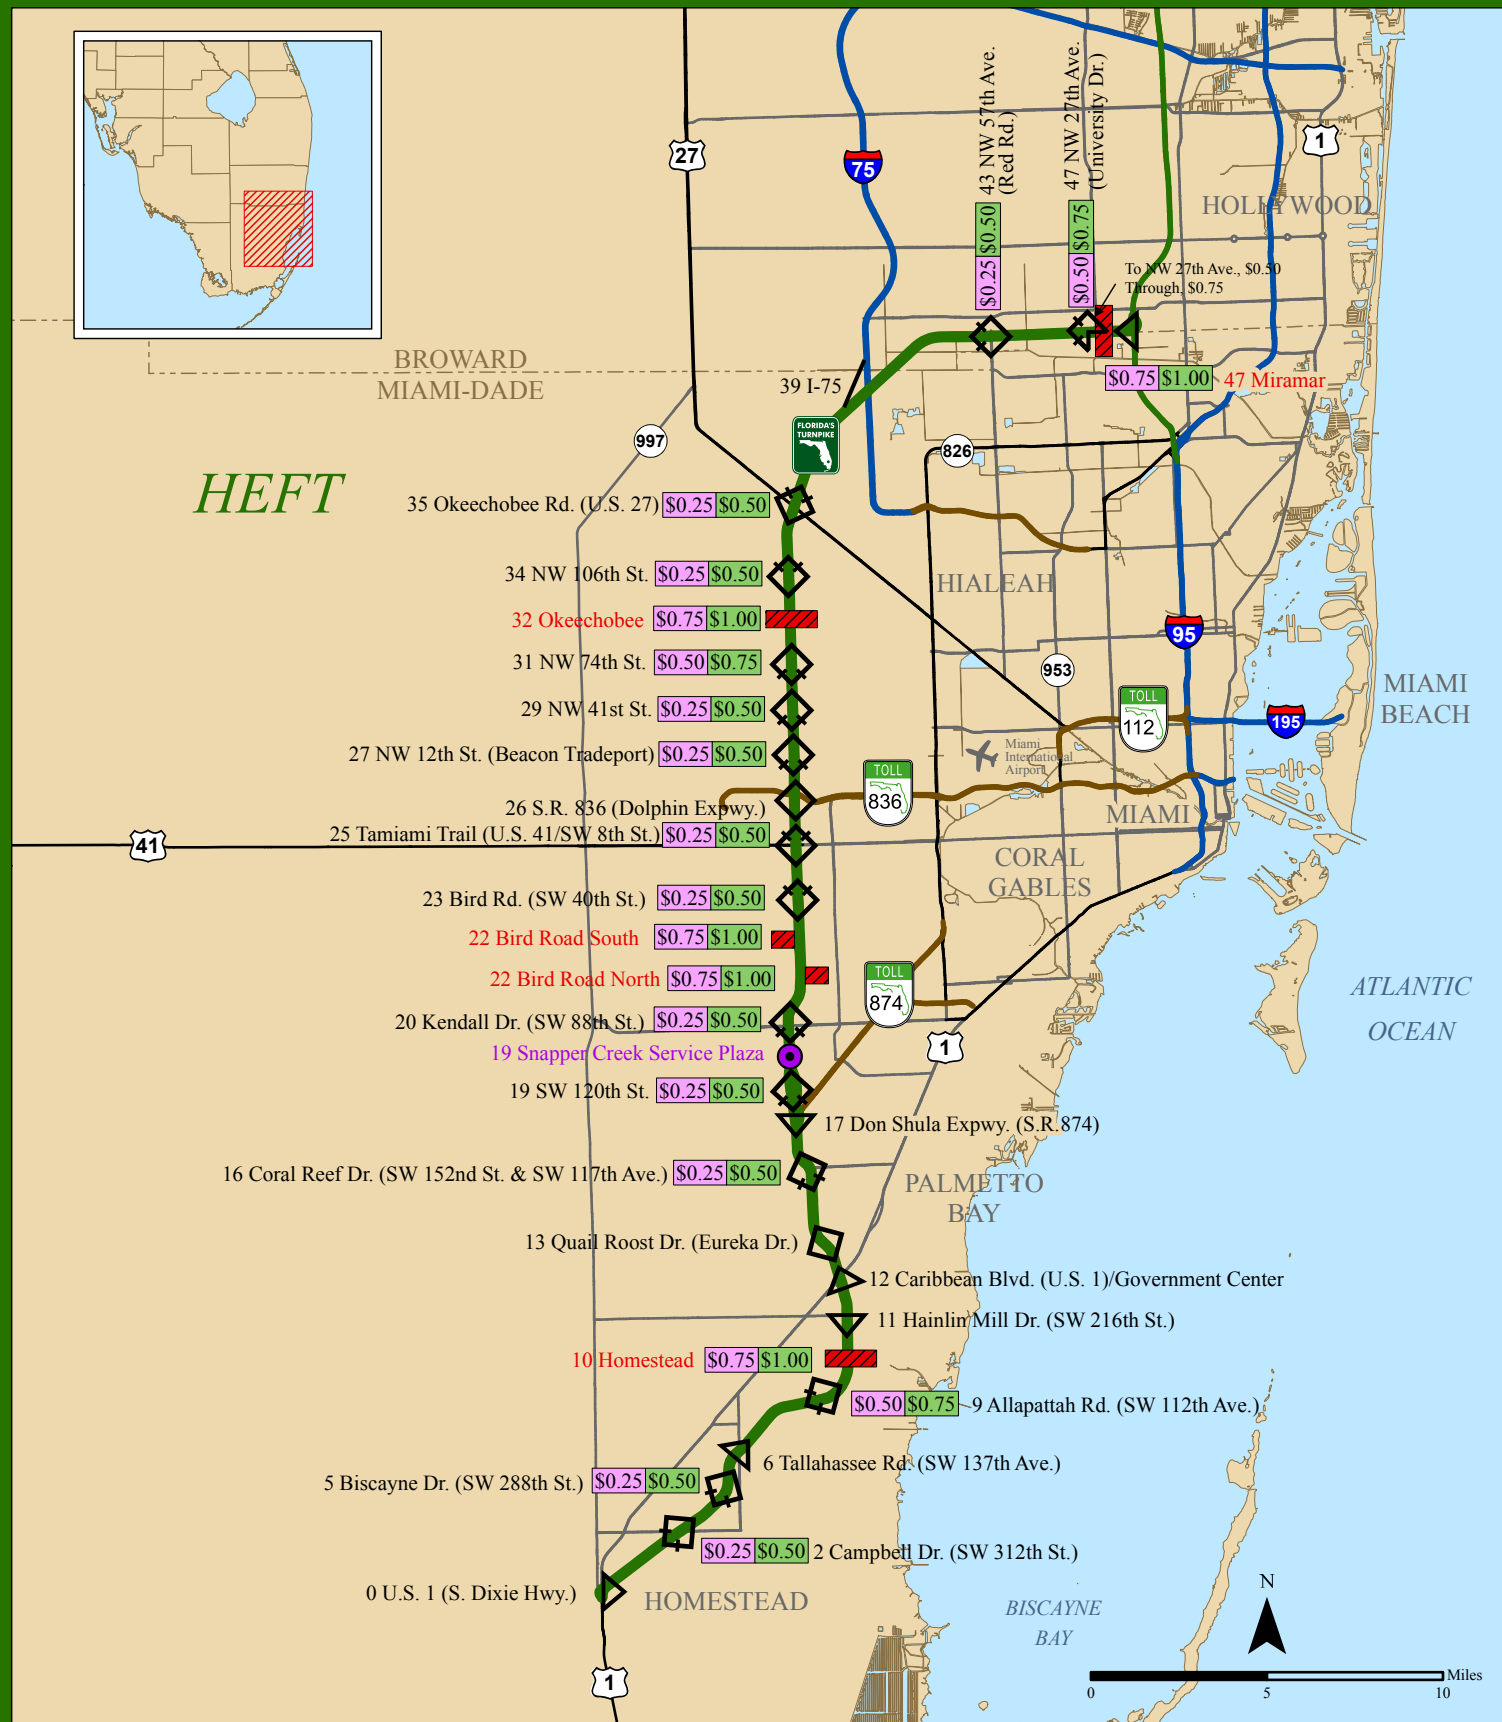 27
75
43 NW 57th Ave.
(Red Rd.)
47 NW 27th Ave.
(University Dr.)
1
HOLLYWOOD
$0.25 $0.50
$0.50 $0.75
To NW 27th Ave., $0.50
Through, $0.75
BROWARD
MIAMI-DADE
39 I-75
$0.75 $1.00 47 Miramar
FLORIDA'S
TURNPIKE
997
826
HEFT
35 Okeechobee Rd. (U.S. 27) $0.25 $0.50
34 NW 106th St. $0.25 $0.50
HIALEAH
32 Okeechobee $0.75 $1.00
95
31 NW 74th St. $0.50 $0.75
953
MIAMI
BEACH
29 NW 41st St. $0.25 $0.50
TOLL
112
195
27 NW 12th St. (Beacon Tradeport) $0.25 $0.50
Miami
International
Airport
TOLL
836
26 S.R. 836 (Dolphin Expwy.)
MIAMI
25 Tamiami Trail (U.S. 41/SW 8th St.) $0.25 $0.50
41
CORAL
GABLES
23 Bird Rd. (SW 40th St.) $0.25 $0.50
22 Bird Road South $0.75 $1.00
22 Bird Road North $0.75 $1.00
TOLL
874
ATLANTIC
OCEAN
20 Kendall Dr. (SW 88th St.) $0.25 $0.50
1
19 Snapper Creek Service Plaza
19 SW 120th St. $0.25 $0.50
17 Don Shula Expwy. (S.R.874)
16 Coral Reef Dr. (SW 152nd St. & SW 117th Ave.) $0.25 $0.50
PALMETTO
BAY
13 Quail Roost Dr. (Eureka Dr.)
12 Caribbean Blvd. (U.S. 1)/Government Center
11 Hainlin Mill Dr. (SW 216th St.)
10 Homestead $0.75 $1.00
$0.50 $0.75 9 Allapattah Rd. (SW 112th Ave.)
6 Tallahassee Rd. (SW 137th Ave.)
5 Biscayne Dr. (SW 288th St.) $0.25 $0.50
$0.25 $0.50 2 Campbell Dr. (SW 312th St.)
0 U.S. 1 (S. Dixie Hwy.)
HOMESTEAD
BISCAYNE
BAY
N
1
Miles
0 5 10